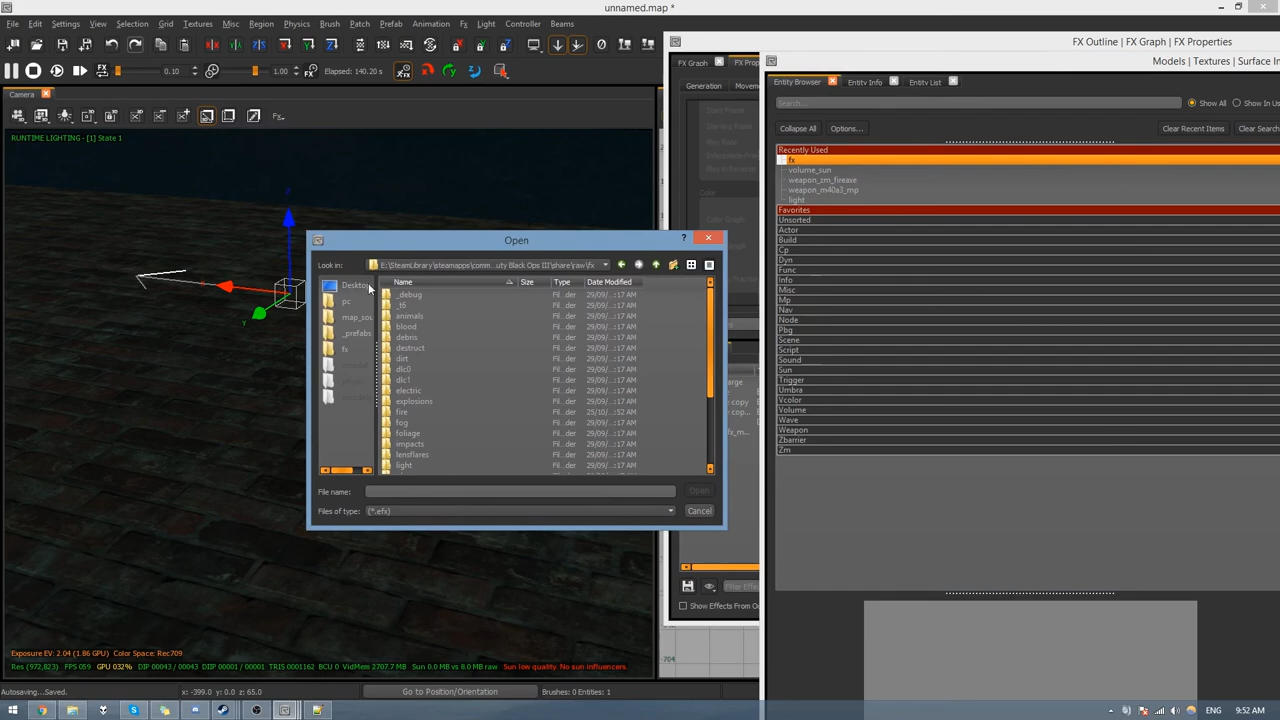 unnamed.map *
File Edit Settings View Selection Grid Textures Misc Region Physics Patch Prefab Animation Fx Light Controller Beams
FX Outline | FX Graph | FX Properties
0.10 1.00 Elapsed: 140.20 s
Camera
FX Graph FX Prop
Models | Textures | Surface In
Generation Movem
Entity Browser Entity Info Entity List
Search...
Show All Show In Us
Fs..
RUNTIME LIGHTING - [1] State 1
Start Frame
Collapse All Options... Clear Recent Items Clear Search
Recently Used
fx
volume_sun
weapon_zm_fireave
weapon_m40a3_mp
light
Favorites
Unsorted
Actor
Build
Cp
Dyn
Func
Info
Misc
Mp
Nav
Node
Pbg
Scene
Script
Sound
Sun
Trigger
Umbra
Vcolor
Volume
Wave
Weapon
Zbarrier
Zm
Color
Color Graph
z
x
y
Open
?
Look in: E:\SteamLibrary\steamapps\comm...uty Black Ops III\share\raw\fx
Desktop
pc
map_sou
_prefabs
fx
Name Size Type Date Modified
_debug Fil...der 29/09/...:17 AM
_t6 Fil...der 29/09/...:17 AM
animals Fil...der 29/09/...:17 AM
blood Fil...der 29/09/...:17 AM
debris Fil...der 29/09/...:17 AM
destruct Fil...der 29/09/...:17 AM
dirt Fil...der 29/09/...:17 AM
dlc0 Fil...der 29/09/...:17 AM
dlc1 Fil...der 29/09/...:17 AM
electric Fil...der 29/09/...:17 AM
explosions Fil...der 29/09/...:17 AM
fire Fil...der 25/10/...:52 AM
fog Fil...der 29/09/...:17 AM
foliage Fil...der 29/09/...:17 AM
impacts Fil...der 29/09/...:17 AM
lensflares Fil...der 29/09/...:17 AM
light Fil...der 29/09/...:17 AM
File name: Open
Files of type: (*.efx) Cancel
arge
e copy
e cop...
fx_m...
Filter Effe
Show Effects From O
-704
Exposure EV: 2.04 (1.86 GPU) Color Space: Rec709
Res (972,823) FPS 059 GPU 032% DIP 00043 / 00043 DIIP 00001 / 00001 TRIS 0001162 BCU 0 VidMem 2707.7 MB Sun 0.0 MB vs 8.0 MB raw Sun low quality. No sun influencers.
Autosaving...Saved. x: -399.0 y: 0.0 z: 65.0 Go to Position/Orientation Brushes: 0 Entities: 1
ENG 9:52 AM